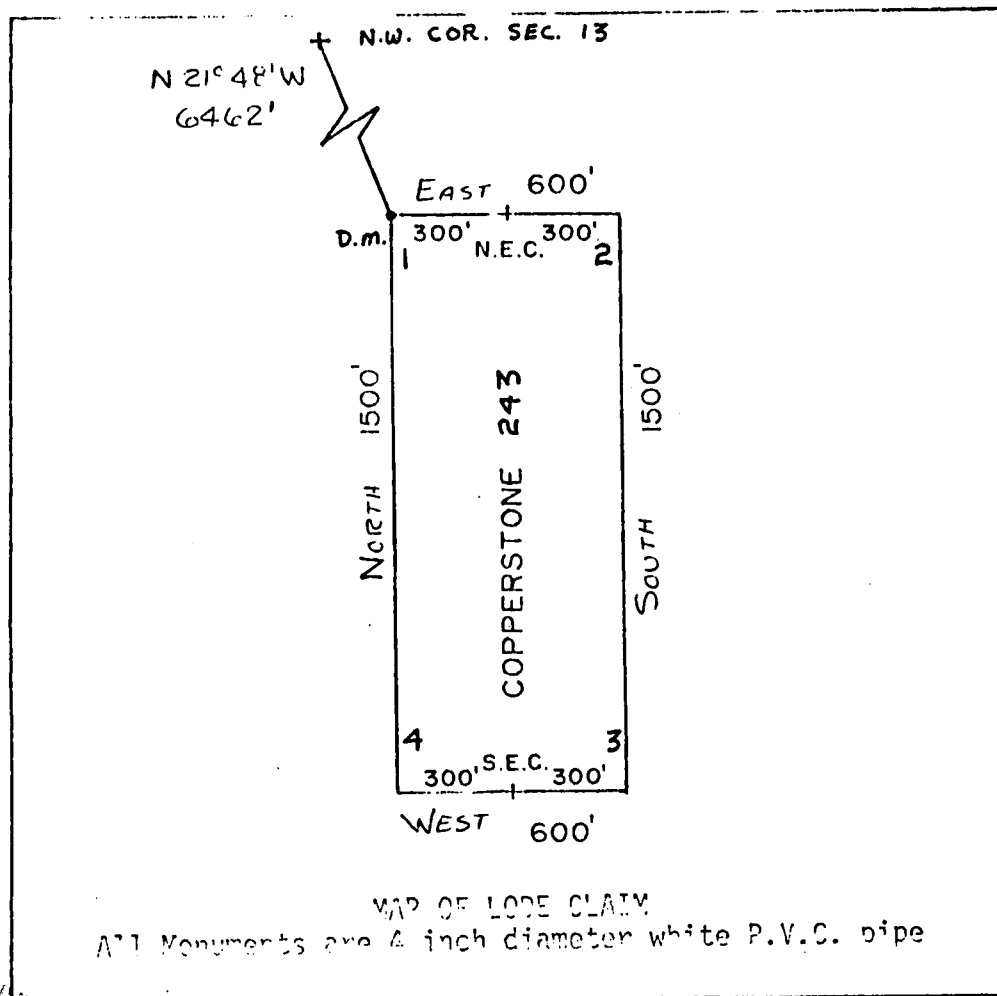 N.W. COR. SEC. 13
N 21° 48' W
6462'
EAST 600'
D.M. 300' 300'
1 N.E.C. 2
NORTH 1500'
COPPERSTONE 243
SOUTH 1500'
4 S.E.C. 3
300' 300'
WEST 600'
MAP OF LODE CLAIM
All Monuments are 4 inch diameter white P.V.C. pipe